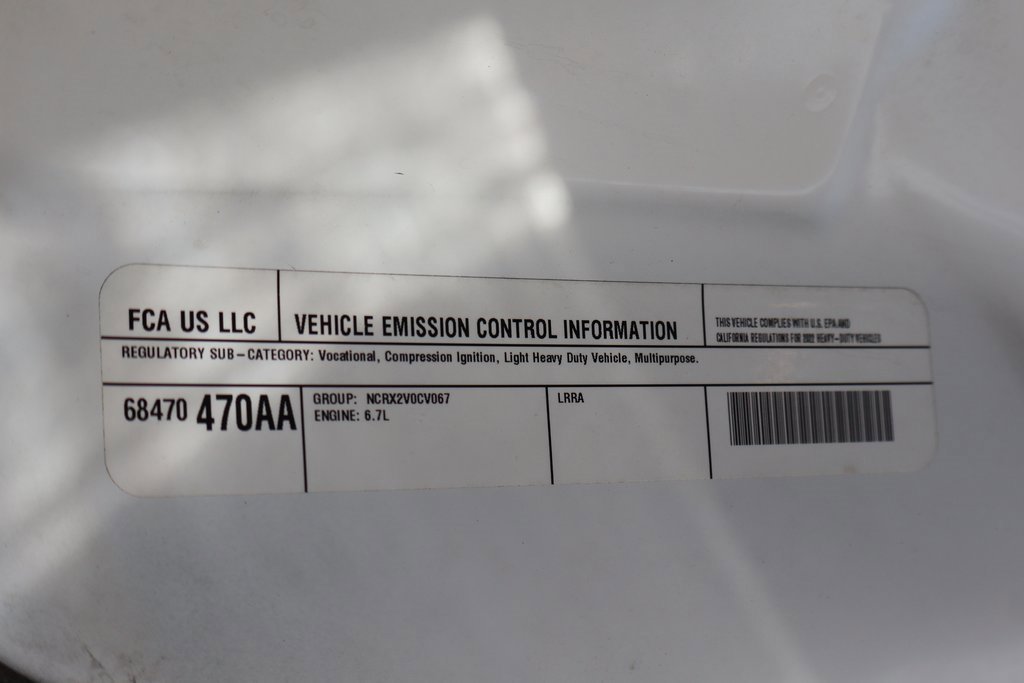 FCA US LLC
VEHICLE EMISSION CONTROL INFORMATION
THIS VEHICLE COMPLIES WITH U.S. EPA AND
CALIFORNIA REGULATIONS FOR 2022 HEAVY-DUTY VEHICLES
REGULATORY SUB-CATEGORY: Vocational, Compression Ignition, Light Heavy Duty Vehicle, Multipurpose.
68470 470AA
GROUP: NCRX2V0CV067
ENGINE: 6.7L
LRRA